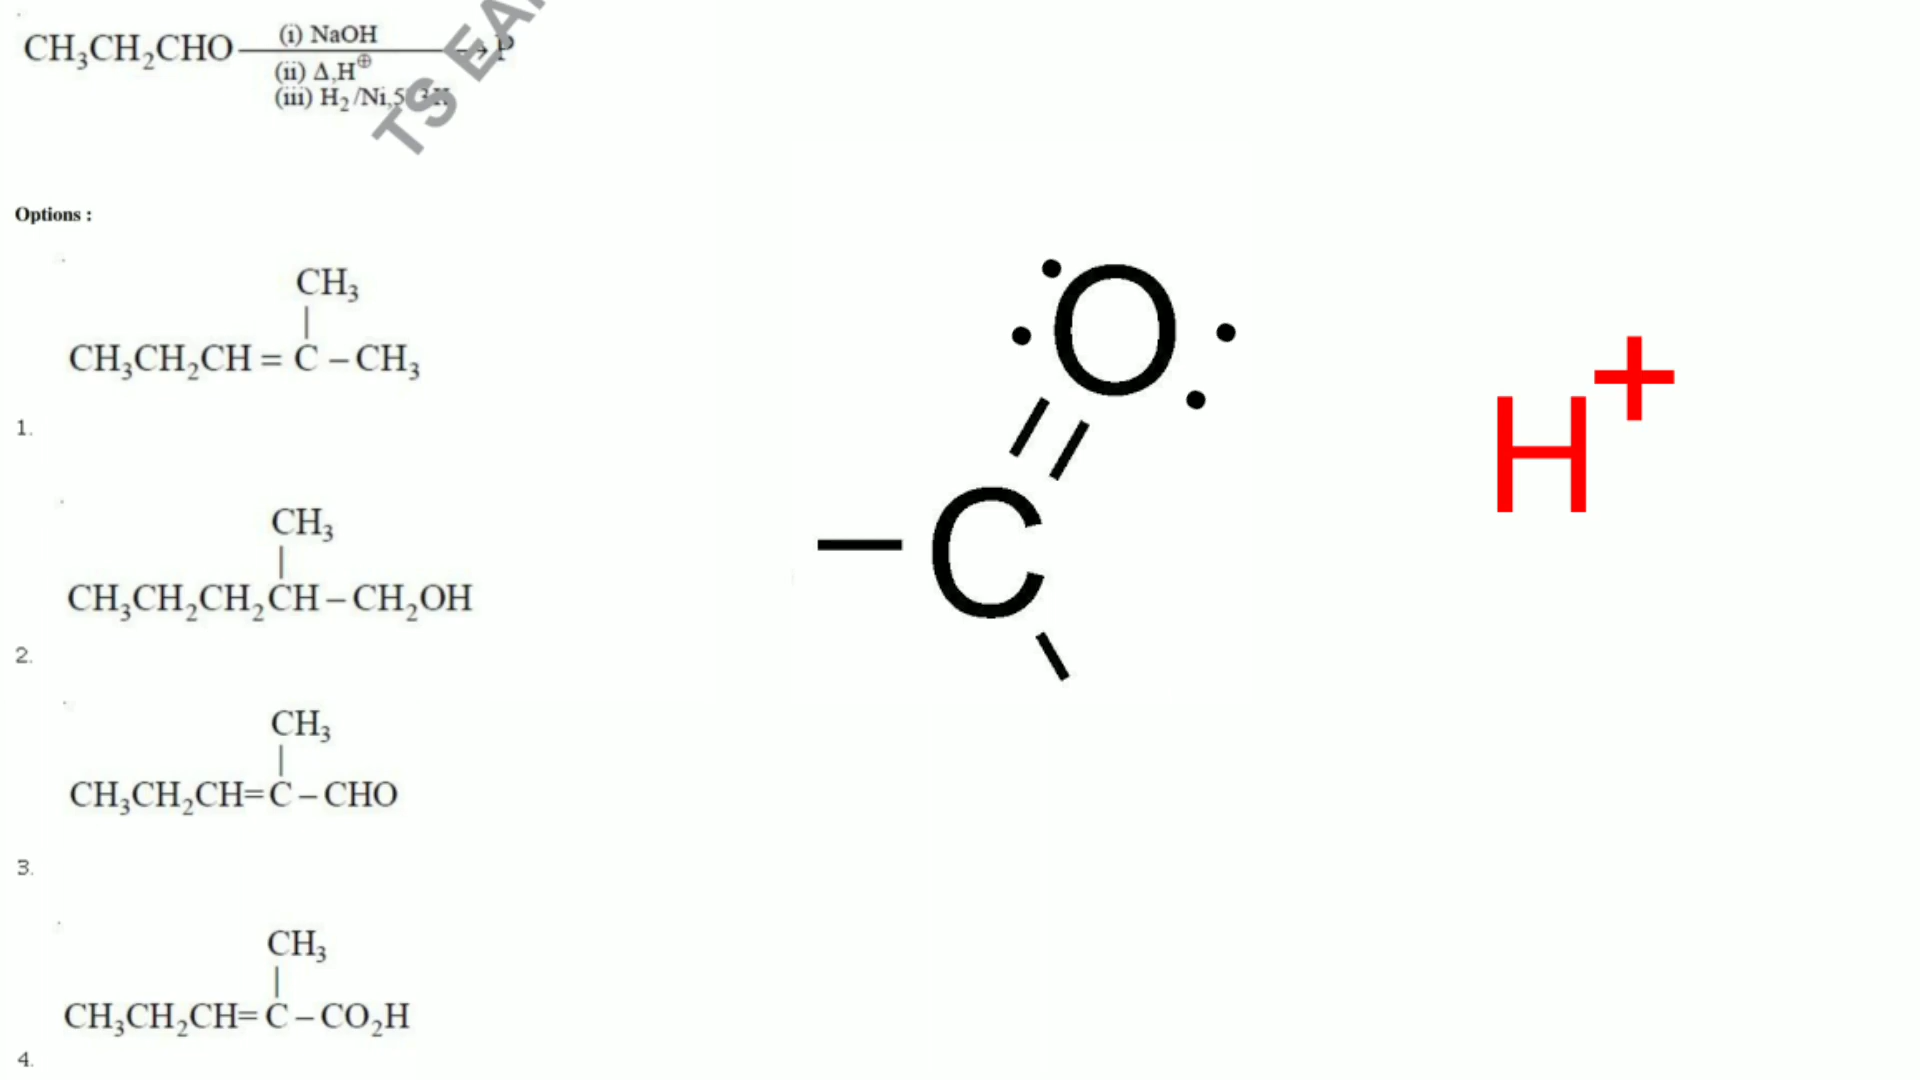 CH₃CH₂CHO (i) NaOH → P
(ii) Δ,H⊕
(iii) H₂/Ni,
TS
Options :
CH₃
CH₃CH₂CH = C – CH₃
1.
CH₃
CH₃CH₂CH₂CH – CH₂OH
2.
CH₃
CH₃CH₂CH=C – CHO
3.
CH₃
CH₃CH₂CH=C – CO₂H
4.
O
C
H+